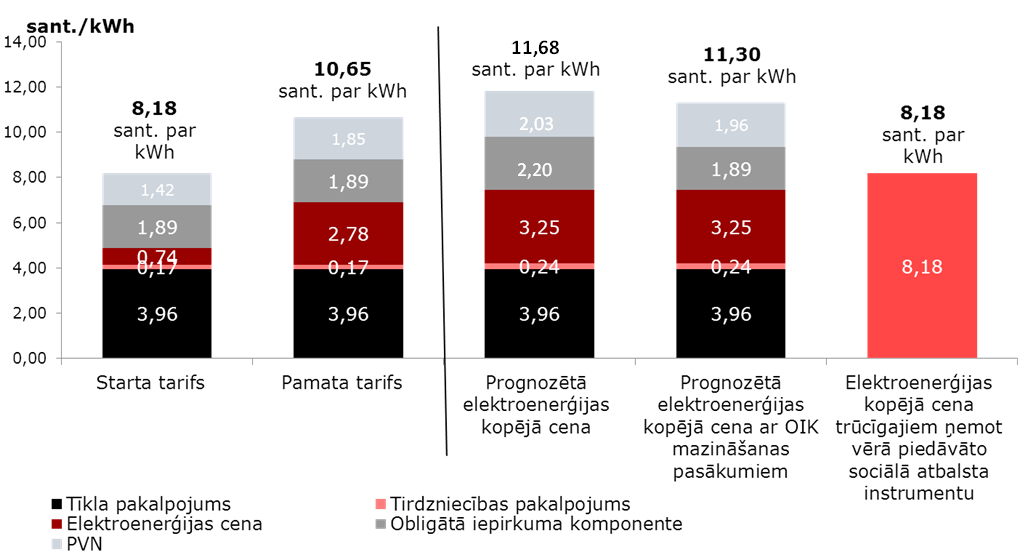 sant./kWh
14,00
12,00
10,00
8,00
6,00
4,00
2,00
0,00
8,18
sant. par
kWh
1,42
1,89
0,74
0,17
3,96
10,65
sant. par kWh
1,85
1,89
2,78
0,17
3,96
11,68
sant. par kWh
2,03
2,20
3,25
0,24
3,96
11,30
sant. par kWh
1,96
1,89
3,25
0,24
3,96
8,18
sant. par
kWh
8,18
Starta tarifs
Pamata tarifs
Prognozētā
elektroenerģijas
kopējā cena
Prognozētā
elektroenerģijas
kopējā cena ar OIK
mazināšanas
pasākumiem
Elektroenerģijas
kopējā cena
trūcīgajiem ņemot
vērā piedāvāto
sociālā atbalsta
instrumentu
Tīkla pakalpojums
Tirdzniecības pakalpojums
Elektroenerģijas cena
Obligātā iepirkuma komponente
PVN